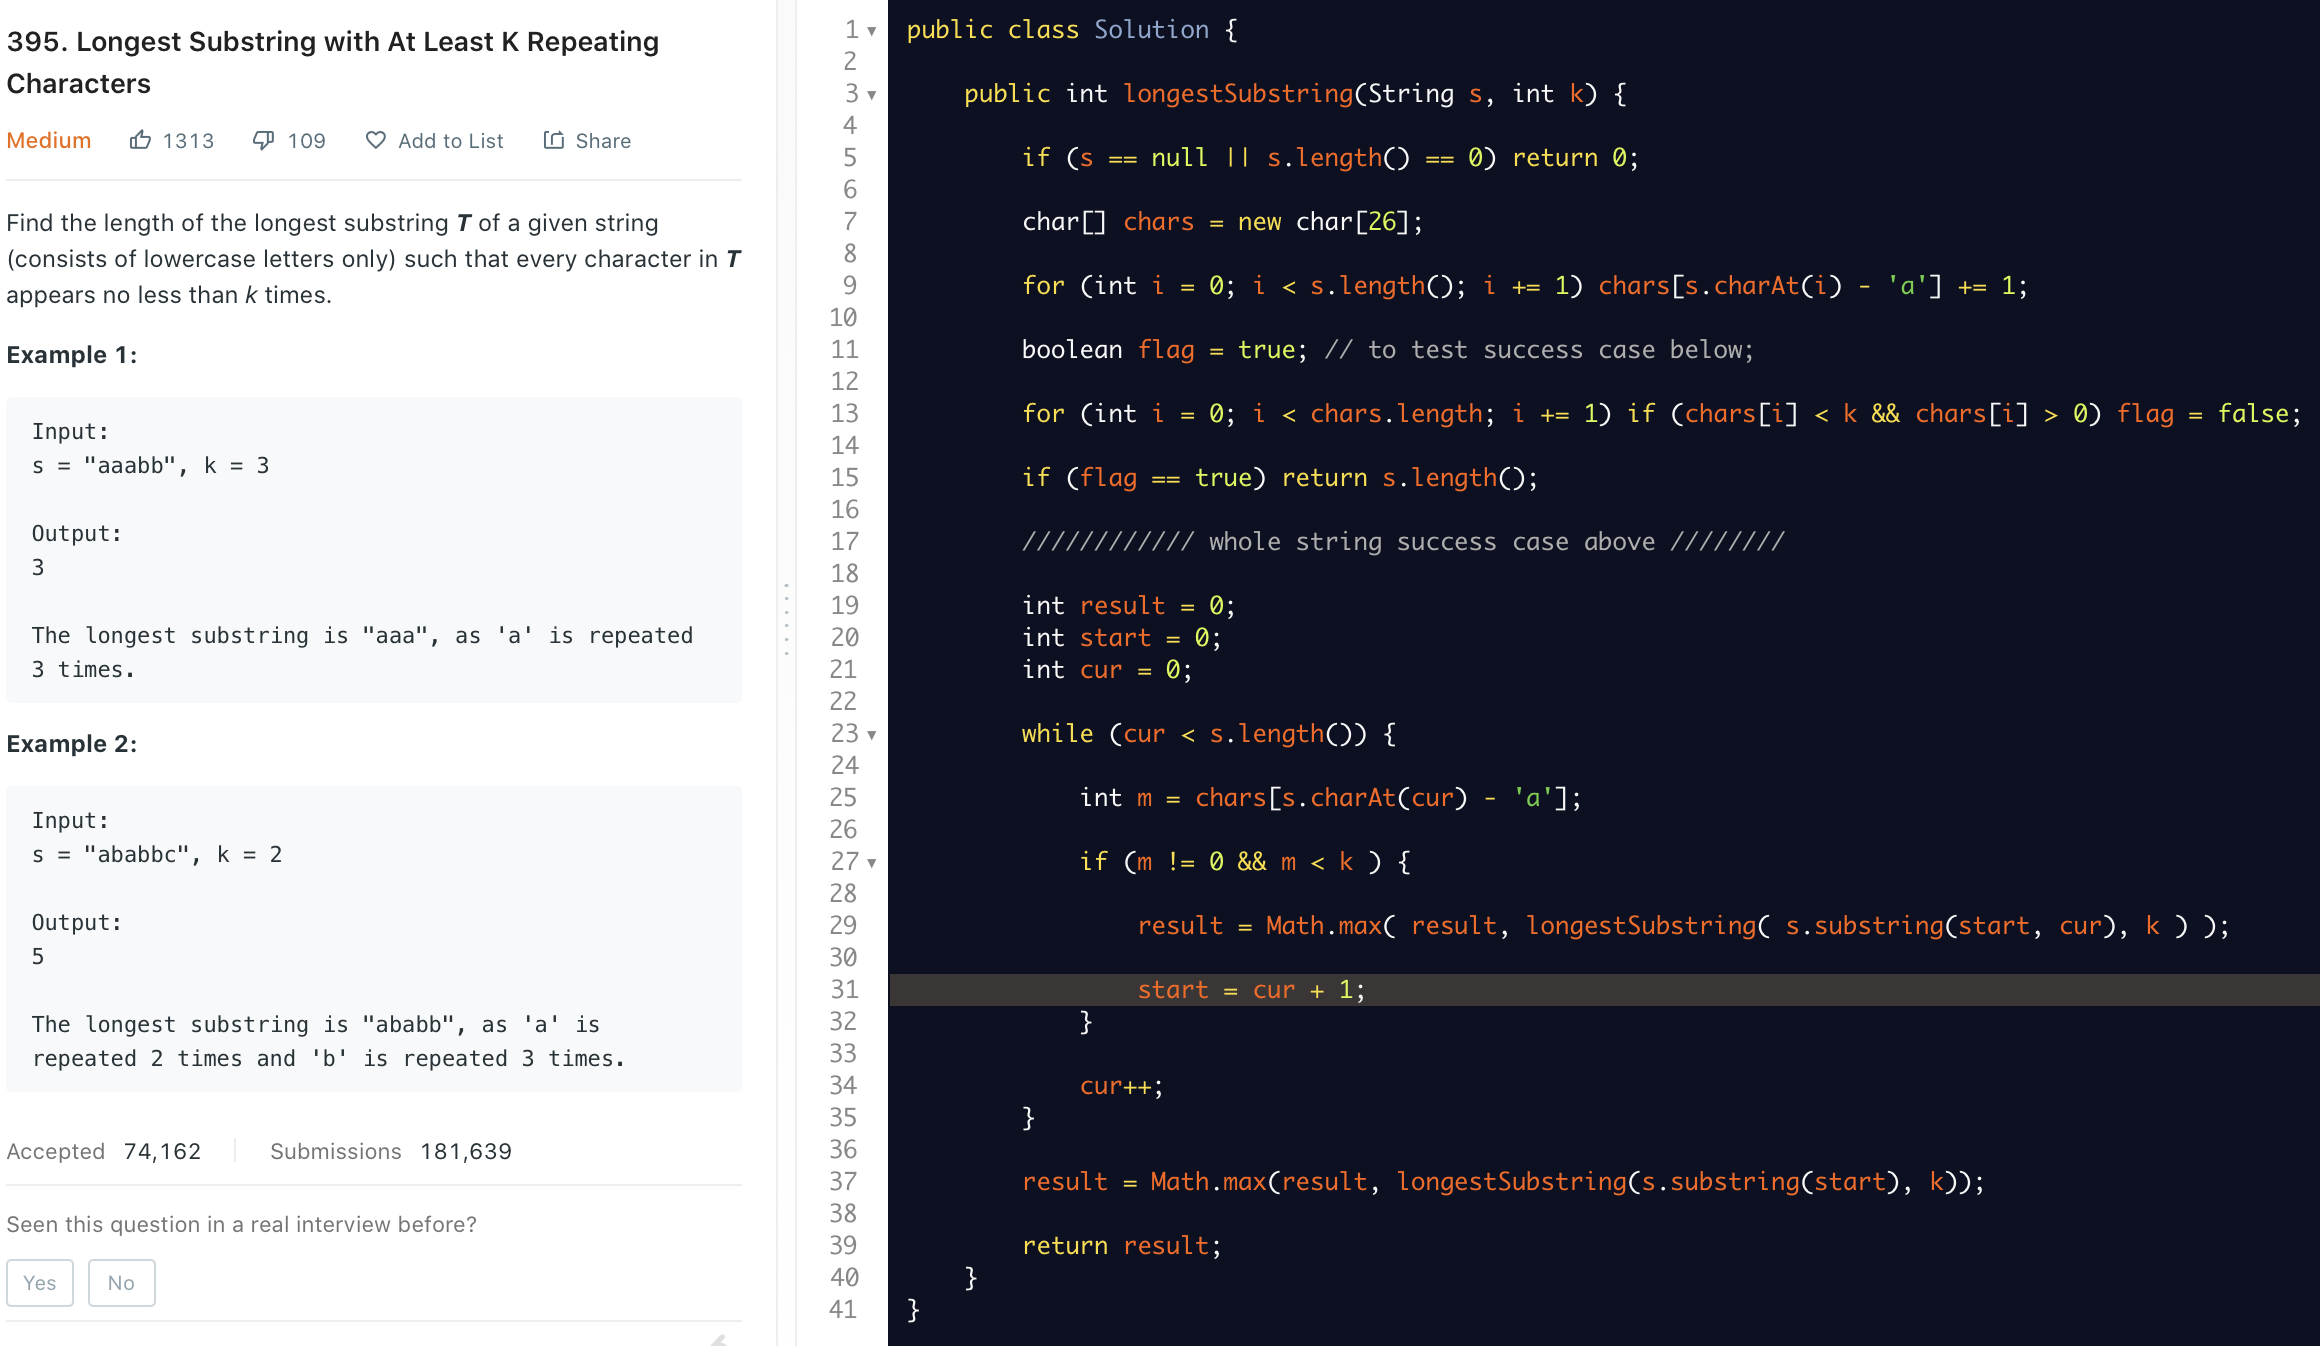 395. Longest Substring with At Least K Repeating
Characters
Medium 1313 109 Add to List Share
Find the length of the longest substring T of a given string
(consists of lowercase letters only) such that every character in T
appears no less than k times.
Example 1:
Input:
s = "aaabb", k = 3
Output:
3
The longest substring is "aaa", as 'a' is repeated
3 times.
Example 2:
Input:
s = "ababbc", k = 2
Output:
5
The longest substring is "ababb", as 'a' is
repeated 2 times and 'b' is repeated 3 times.
Accepted 74,162 Submissions 181,639
Seen this question in a real interview before?
Yes No
1 public class Solution {
2
3 public int longestSubstring(String s, int k) {
4
5 if (s == null || s.length() == 0) return 0;
6
7 char[] chars = new char[26];
8
9 for (int i = 0; i < s.length(); i += 1) chars[s.charAt(i) - 'a'] += 1;
10
11 boolean flag = true; // to test success case below;
12
13 for (int i = 0; i < chars.length; i += 1) if (chars[i] < k && chars[i] > 0) flag = false;
14
15 if (flag == true) return s.length();
16
17 //////////// whole string success case above ////////
18
19 int result = 0;
20 int start = 0;
21 int cur = 0;
22
23 while (cur < s.length()) {
24
25 int m = chars[s.charAt(cur) - 'a'];
26
27 if (m != 0 && m < k ) {
28
29 result = Math.max( result, longestSubstring( s.substring(start, cur), k ) );
30
31 start = cur + 1;
32 }
33
34 cur++;
35 }
36
37 result = Math.max(result, longestSubstring(s.substring(start), k));
38
39 return result;
40 }
41 }